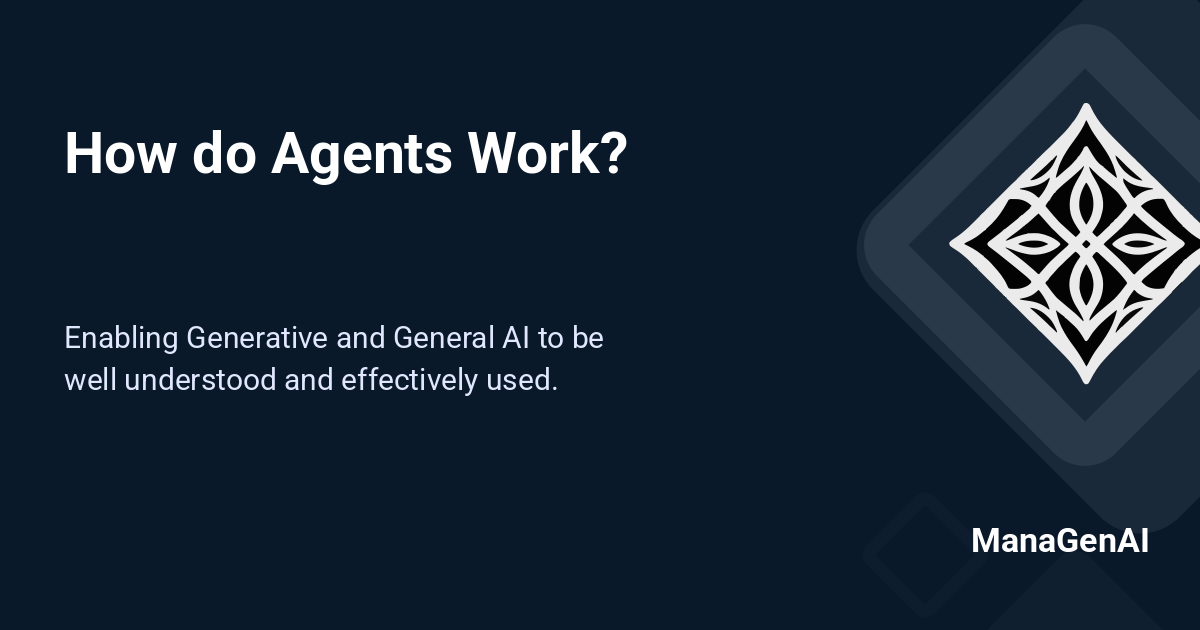 How do Agents Work?
Enabling Generative and General AI to be
well understood and effectively used.
ManaGenAI